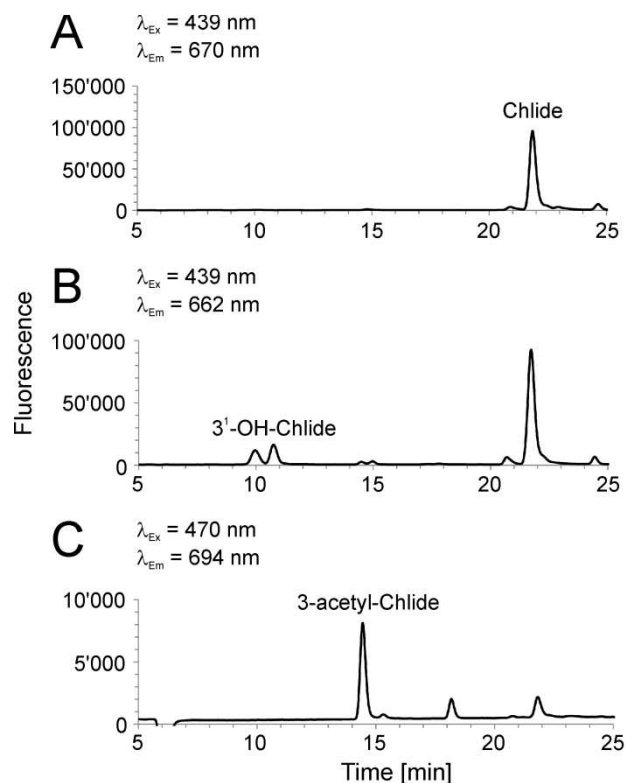 A
λEx = 439 nm
λEm = 670 nm
150'000
100'000
50'000
0
Chlide
5 10 15 20 25
B
λEx = 439 nm
λEm = 662 nm
100'000
50'000
0
3¹-OH-Chlide
5 10 15 20 25
Fluorescence
C
λEx = 470 nm
λEm = 694 nm
10'000
5'000
0
3-acetyl-Chlide
5 10 15 20 25
Time [min]